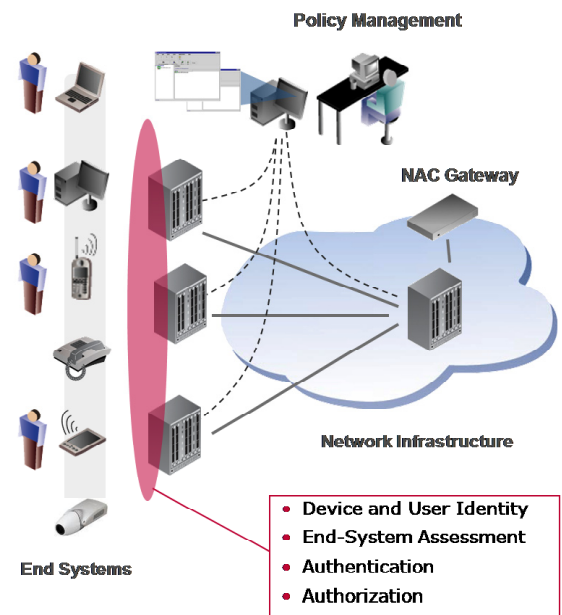 Policy Management
NAC Gateway
Network Infrastructure
• Device and User Identity
• End-System Assessment
• Authentication
• Authorization
End Systems